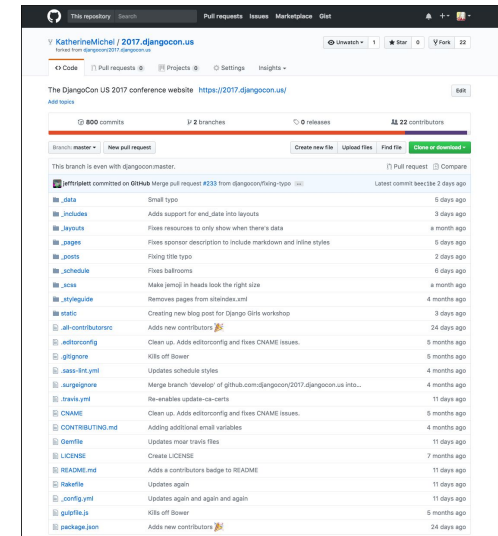 This repository Search Pull requests Issues Marketplace Gist
KatherineMichel / 2017.djangocon.us
forked from djangocon/2017.djangocon.us
Unwatch 1 Star 0 Fork 22
Code Pull requests 0 Projects 0 Settings Insights
The DjangoCon US 2017 conference website https://2017.djangocon.us/ Edit
Add topics
800 commits 2 branches 0 releases 22 contributors
Branch: master New pull request Create new file Upload files Find file Clone or download
This branch is even with djangocon:master. Pull request Compare
jefftriplett committed on GitHub Merge pull request #233 from djangocon/fixing-typo ... Latest commit beec1be 2 days ago
_data Small typo 5 days ago
_includes Adds support for end_date into layouts 3 days ago
_layouts Fixes resources to only show when there's data a month ago
_pages Fixes sponsor description to include markdown and inline styles 5 days ago
_posts Fixing title typo 2 days ago
_schedule Fixes ballrooms 6 days ago
_scss Make jemoji in heads look the right size a month ago
_styleguide Removes pages from siteindex.xml 4 months ago
static Creating new blog post for Django Girls workshop 3 days ago
.all-contributorsrc Adds new contributors 🎉 24 days ago
.editorconfig Clean up. Adds editorconfig and fixes CNAME issues. 5 months ago
.gitignore Kills off Bower 5 months ago
.sass-lint.yml Updates schedule styles 4 months ago
.surgeignore Merge branch 'develop' of github.com:djangocon/2017.djangocon.us into... 4 months ago
.travis.yml Re-enables update-ca-certs 11 days ago
CNAME Clean up. Adds editorconfig and fixes CNAME issues. 5 months ago
CONTRIBUTING.md Adding additional email variables 4 months ago
Gemfile Updates moar travis files 11 days ago
LICENSE Create LICENSE 7 months ago
README.md Adds a contributors badge to README 11 days ago
Rakefile Updates again 11 days ago
_config.yml Updates again and again and again 11 days ago
gulpfile.js Kills off Bower 5 months ago
package.json Adds new contributors 🎉 24 days ago